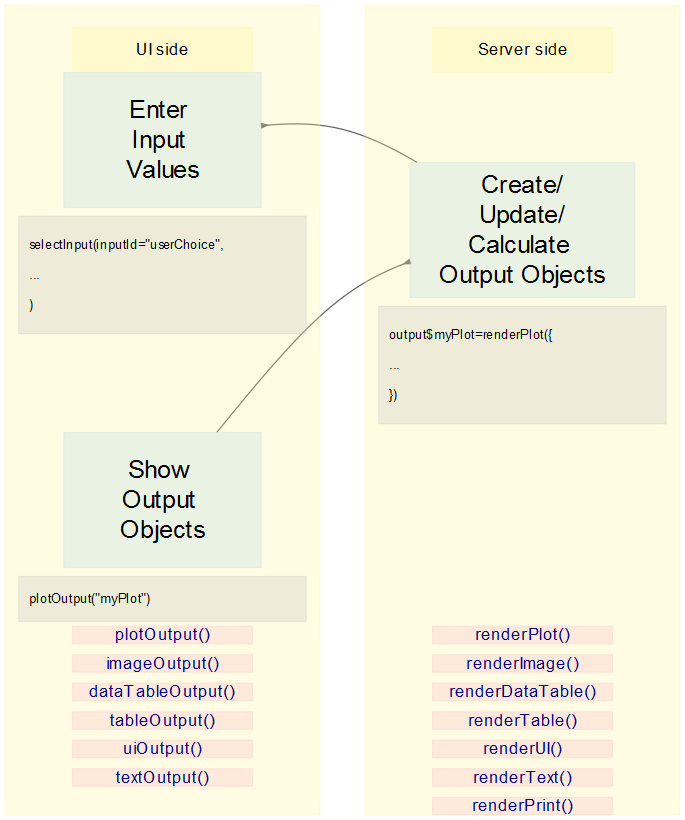 UI side
Enter
Input
Values
selectInput(inputId="userChoice",
...
)
Show
Output
Objects
plotOutput("myPlot")
plotOutput()
imageOutput()
dataTableOutput()
tableOutput()
uiOutput()
textOutput()
Server side
Create/
Update/
Calculate
Output Objects
output$myPlot=renderPlot({
...
})
renderPlot()
renderImage()
renderDataTable()
renderTable()
renderUI()
renderText()
renderPrint()